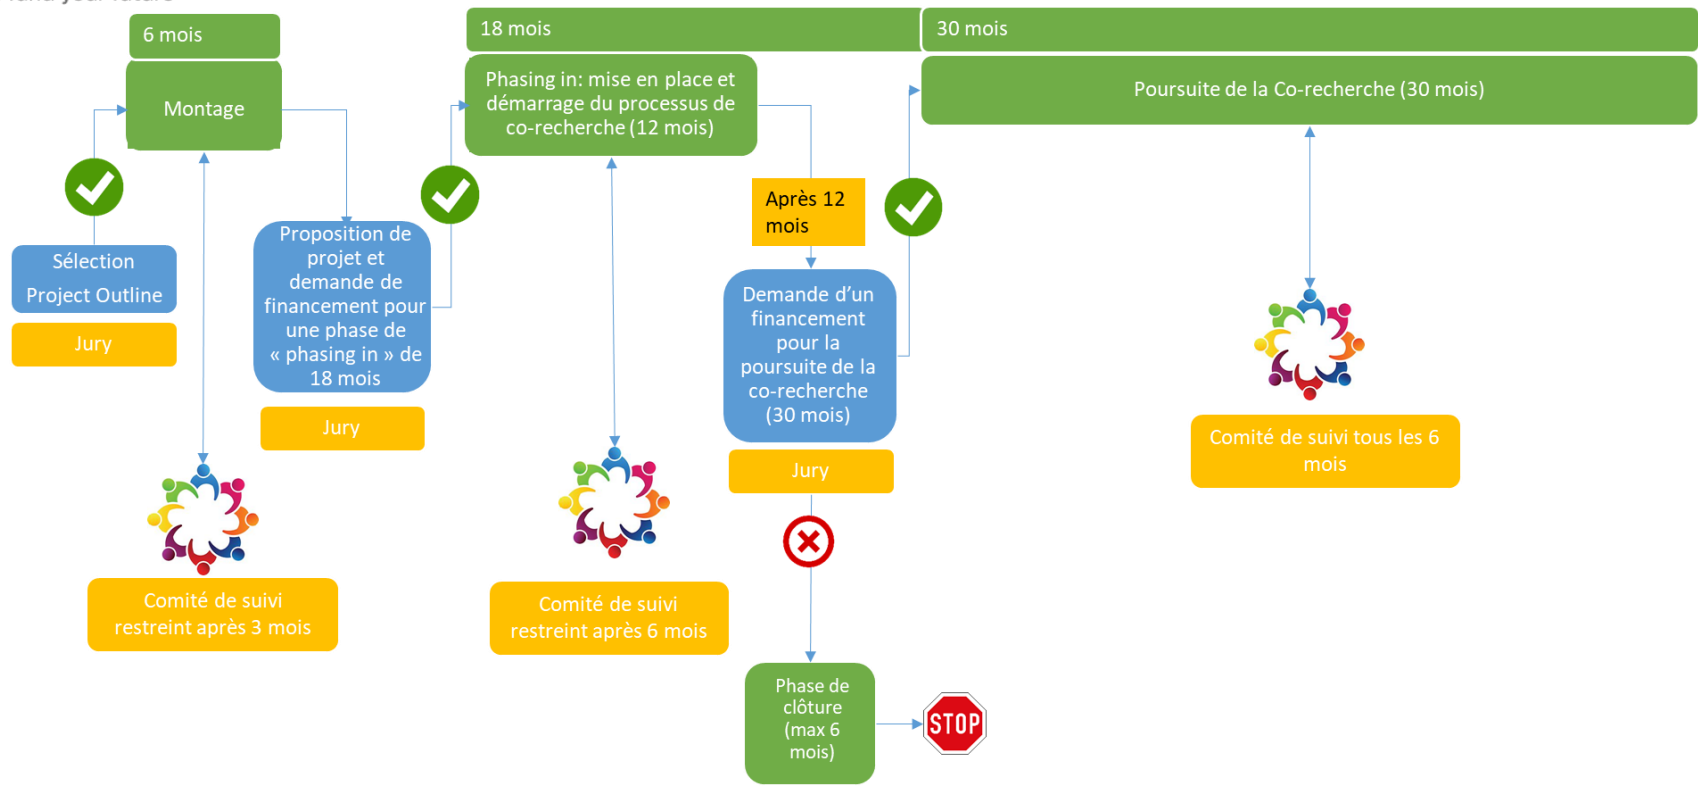 6 mois
18 mois
30 mois
Montage
Phasing in: mise en place et
démarrage du processus de
co-recherche (12 mois)
Poursuite de la Co-recherche (30 mois)
Après 12
mois
Sélection
Project Outline
Jury
Proposition de
projet et
demande de
financement pour
une phase de
« phasing in » de
18 mois
Jury
Demande d’un
financement
pour la
poursuite de la
co-recherche
(30 mois)
Jury
Comité de suivi tous les 6
mois
Comité de suivi
restreint après 3 mois
Comité de suivi
restreint après 6 mois
Phase de
clôture
(max 6
mois)
STOP